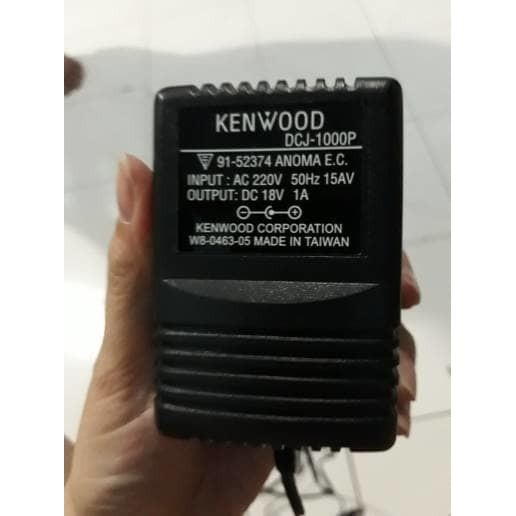 KENWOOD
DCJ-1000P
91-52374 ANOMA E.C.
INPUT : AC 220V 50Hz 15AV
OUTPUT: DC 18V 1A
KENWOOD CORPORATION
W8-0463-05 MADE IN TAIWAN